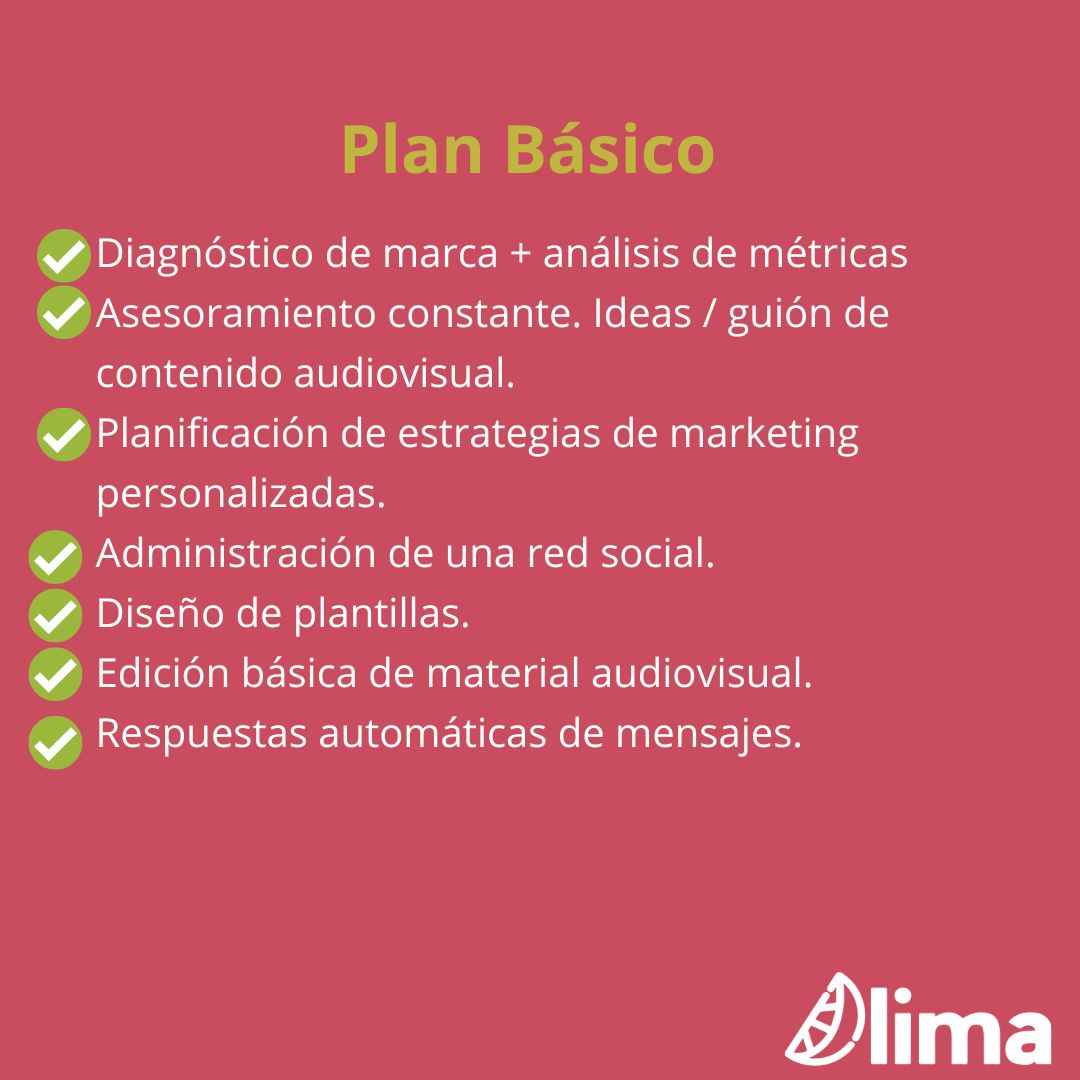 Plan Básico
Diagnóstico de marca + análisis de métricas
Asesoramiento constante. Ideas / guión de
contenido audiovisual.
Planificación de estrategias de marketing
personalizadas.
Administración de una red social.
Diseño de plantillas.
Edición básica de material audiovisual.
Respuestas automáticas de mensajes.
lima